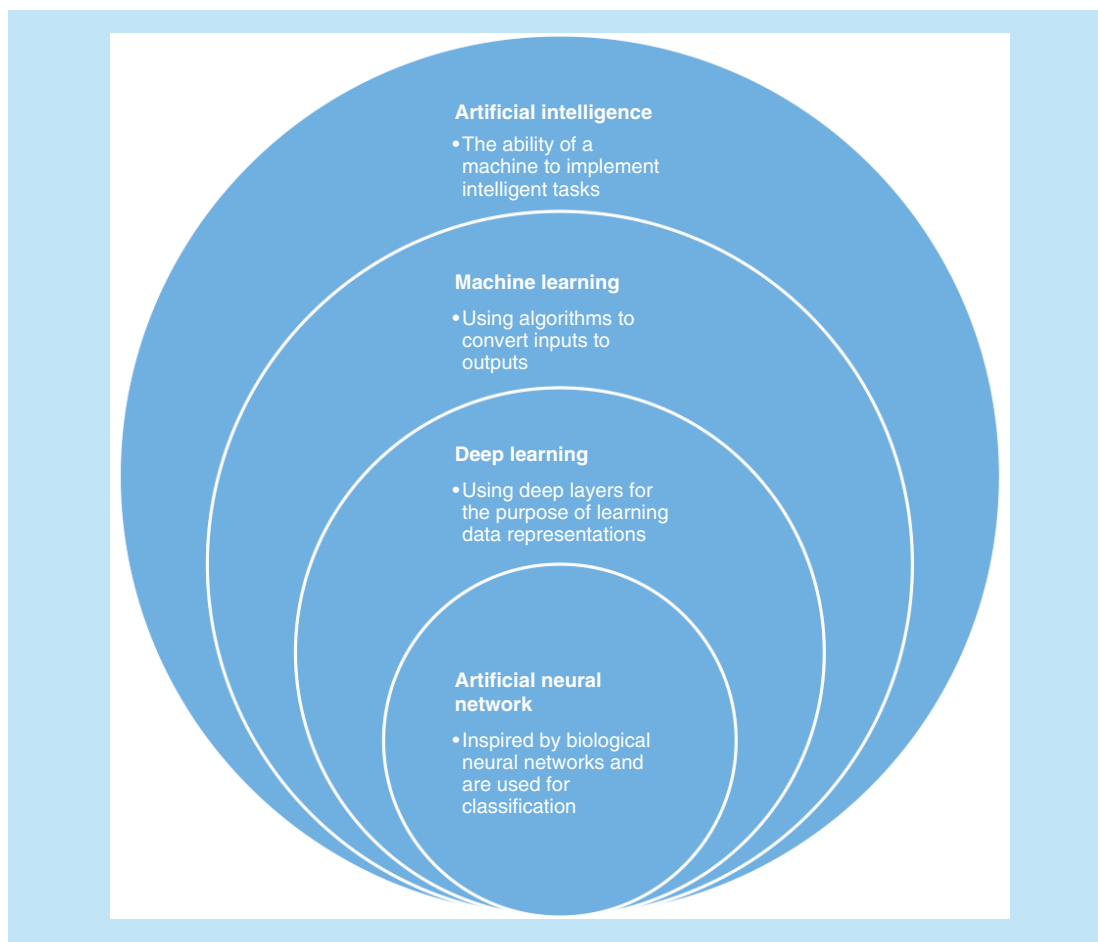 Artificial intelligence
•The ability of a
machine to implement
intelligent tasks
Machine learning
•Using algorithms to
convert inputs to
outputs
Deep learning
•Using deep layers for
the purpose of learning
data representations
Artificial neural
network
•Inspired by biological
neural networks and
are used for
classification